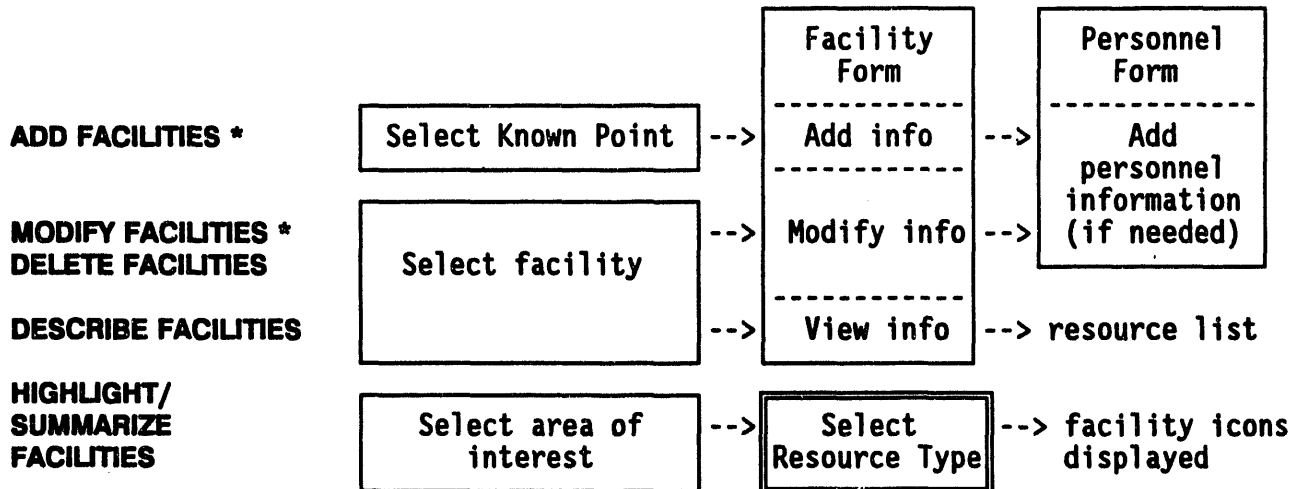 Facility
Form
Personnel
Form
ADD FACILITIES *
Select Known Point
-->
Add info
-->
Add
personnel
information
(if needed)
MODIFY FACILITIES *
DELETE FACILITIES
Select facility
-->
Modify info
-->
DESCRIBE FACILITIES
-->
View info
--> resource list
HIGHLIGHT/
SUMMARIZE
FACILITIES
Select area of
interest
-->
Select
Resource Type
--> facility icons
displayed